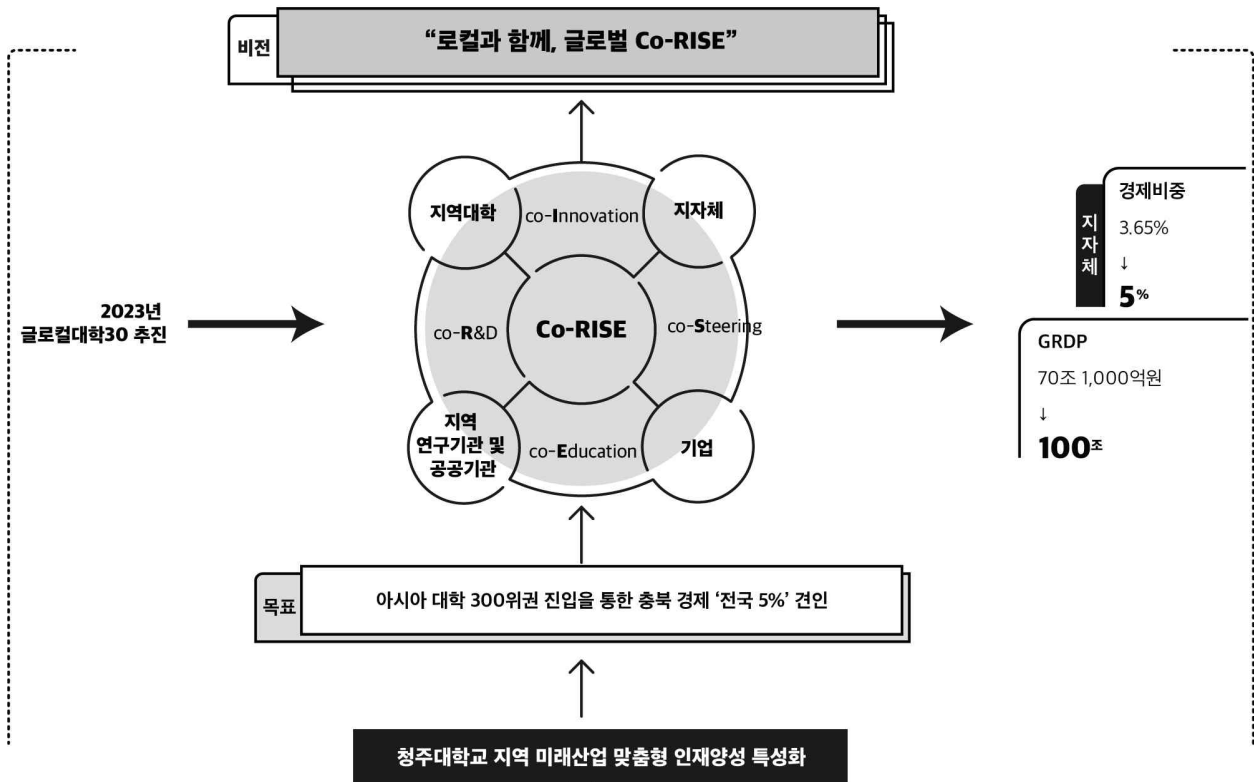 비전
“로컬과 함께, 글로벌 Co-RISE”
지역대학
co-Innovation
지자체
2023년
글로컬대학30 추진
co-R&D
Co-RISE
co-Steering
지역
연구기관 및
공공기관
co-Education
기업
지자체
경제비중
3.65%
↓
5%
GRDP
70조 1,000억원
↓
100조
목표
아시아 대학 300위권 진입을 통한 충북 경제 ‘전국 5%’ 견인
청주대학교 지역 미래산업 맞춤형 인재양성 특성화